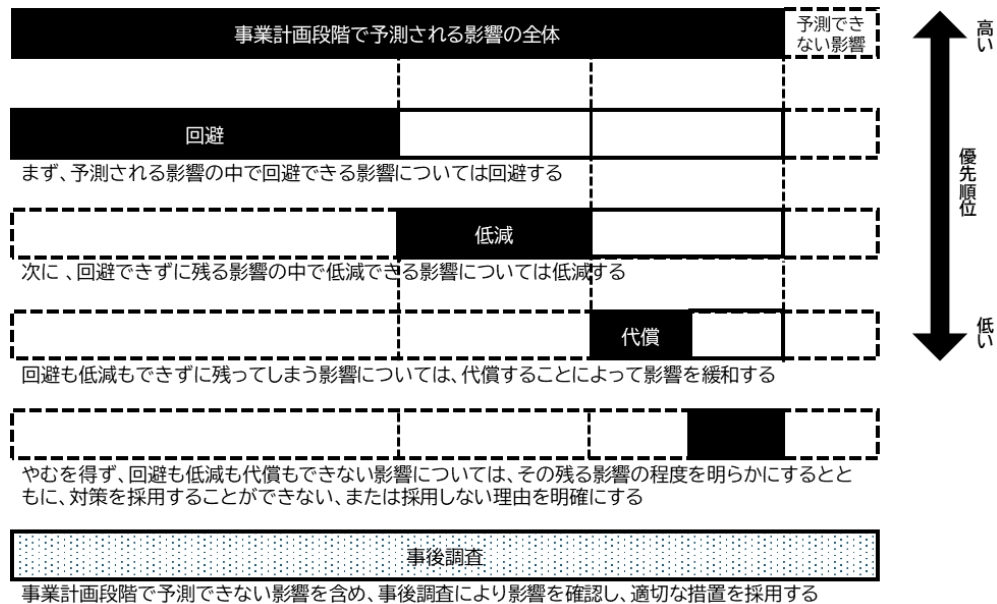 事業計画段階で予測される影響の全体
予測でき
ない影響
高い
回避
まず、予測される影響の中で回避できる影響については回避する
優先順位
低減
次に 、回避できずに残る影響の中で低減できる影響については低減する
代償
低い
回避も低減もできずに残ってしまう影響については、代償することによって影響を緩和する
やむを得ず、回避も低減も代償もできない影響については、その残る影響の程度を明らかにするとと
もに、対策を採用することができない、または採用しない理由を明確にする
事後調査
事業計画段階で予測できない影響を含め、事後調査により影響を確認し、適切な措置を採用する